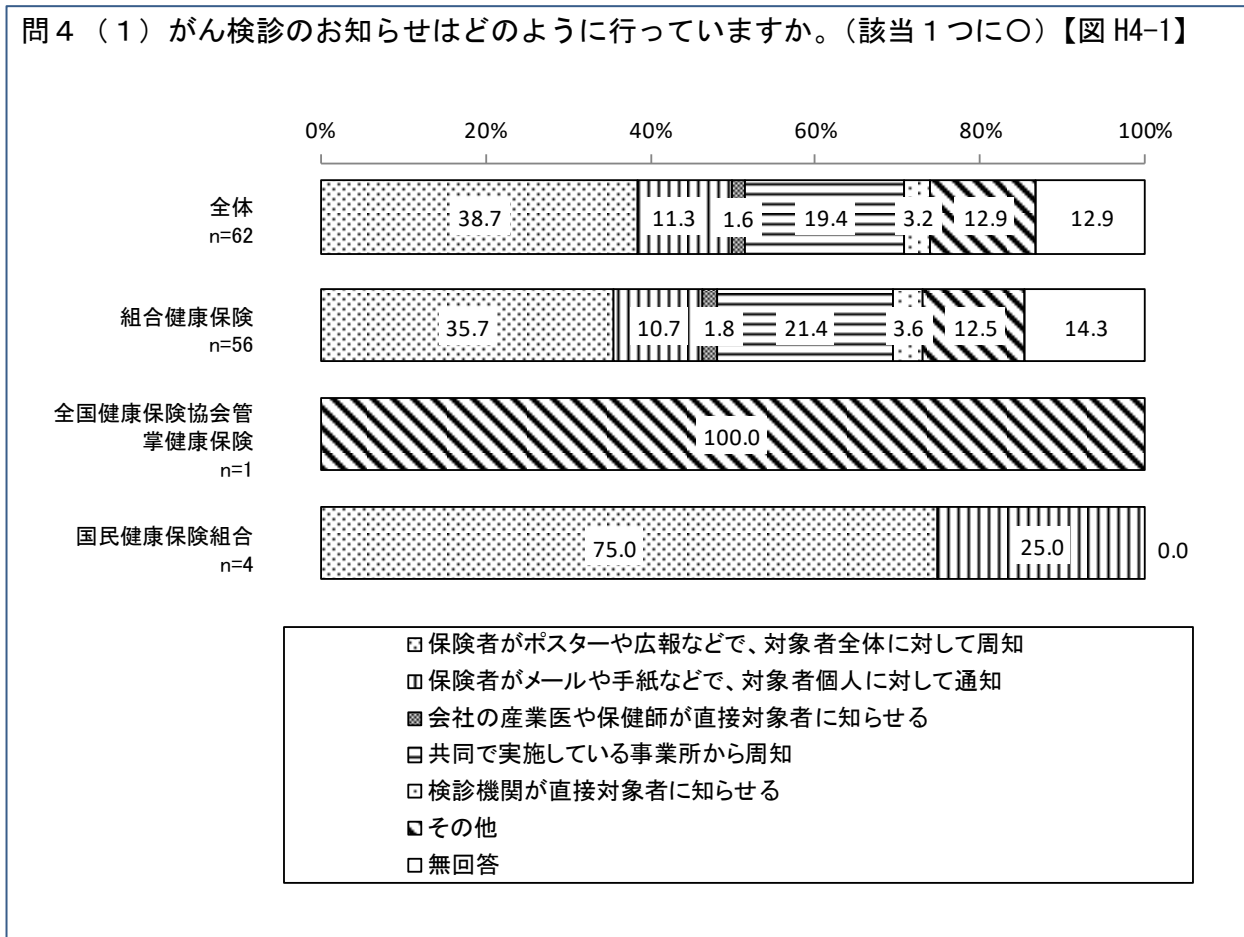 問4 (1) がん検診のお知らせはどのように行っていますか。(該当1つに○)【図 H4-1】
0% 20% 40% 60% 80% 100%
全体
n=62
38.7 11.3 1.6 19.4 3.2 12.9 12.9
組合健康保険
n=56
35.7 10.7 1.8 21.4 3.6 12.5 14.3
全国健康保険協会管
掌健康保険
n=1
100.0
国民健康保険組合
n=4
75.0 25.0 0.0
保険者がポスターや広報などで、対象者全体に対して周知
保険者がメールや手紙などで、対象者個人に対して通知
会社の産業医や保健師が直接対象者に知らせる
共同で実施している事業所から周知
検診機関が直接対象者に知らせる
その他
無回答